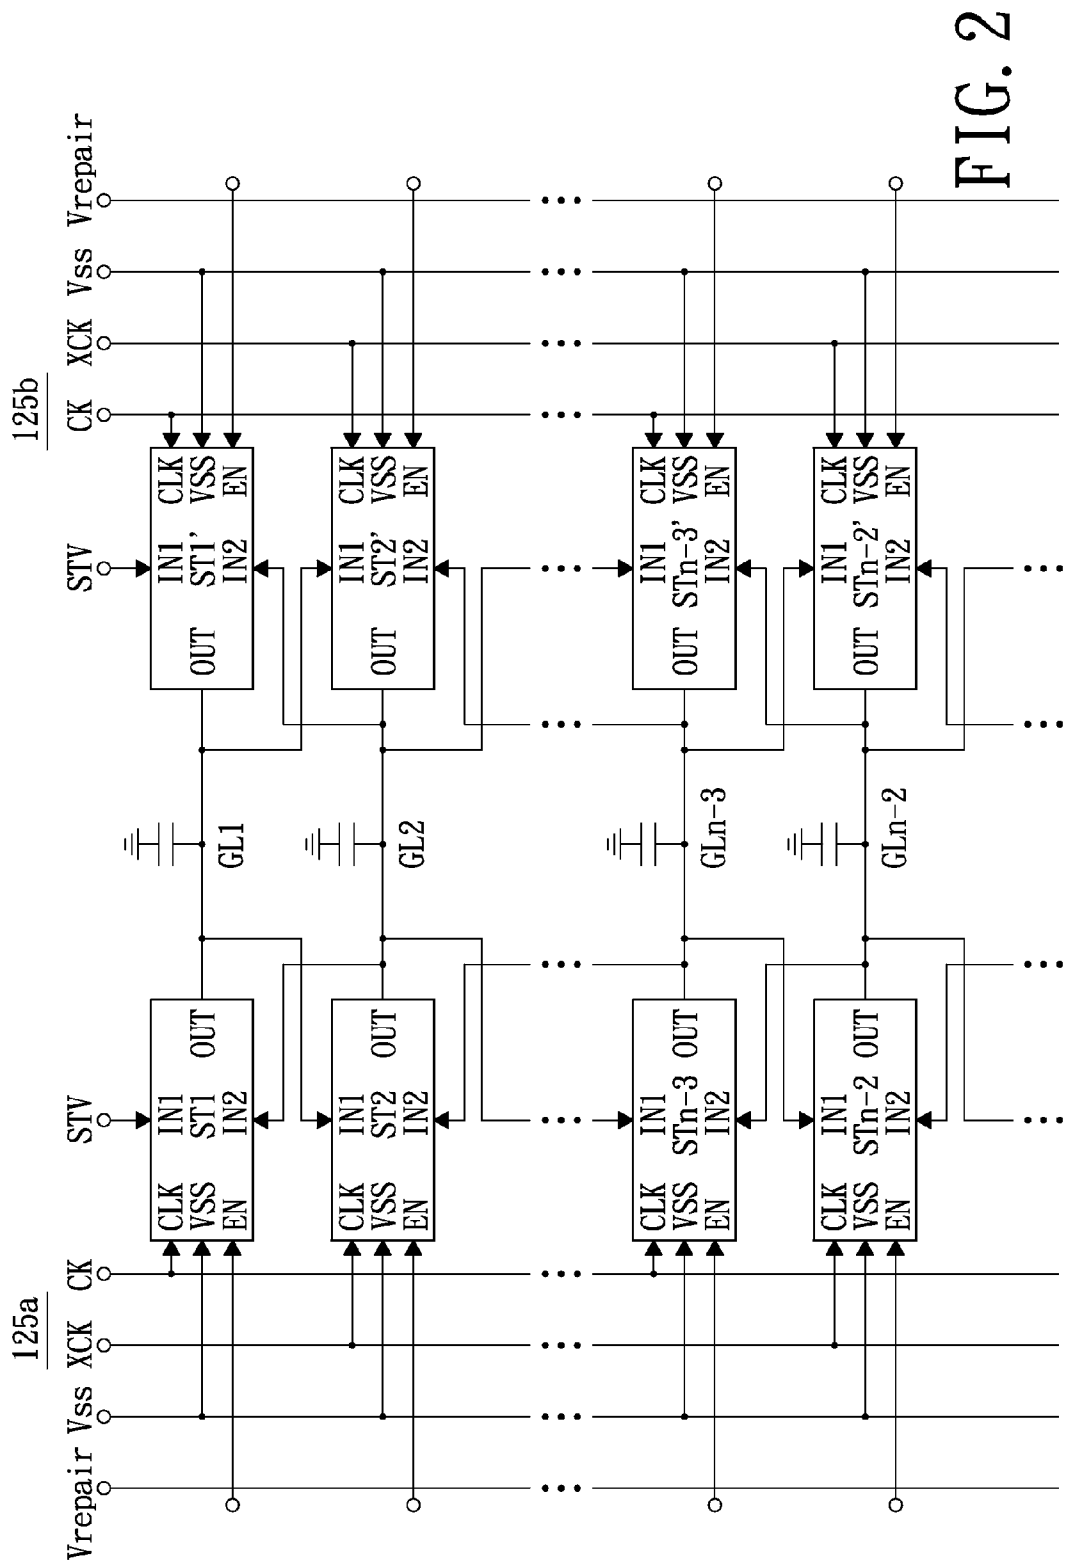 125a 125b
Vrepair Vss XCK CK STV STV CK XCK Vss Vrepair
CLK IN1 IN1 CLK
VSS ST1 OUT OUT ST1' VSS
EN IN2 GL1 IN2 EN
CLK IN1 IN1 CLK
VSS ST2 OUT OUT ST2' VSS
EN IN2 GL2 IN2 EN
CLK IN1 IN1 CLK
VSS STn-3 OUT OUT STn-3' VSS
EN IN2 GLn-3 IN2 EN
CLK IN1 IN1 CLK
VSS STn-2 OUT OUT STn-2' VSS
EN IN2 GLn-2 IN2 EN
FIG. 2